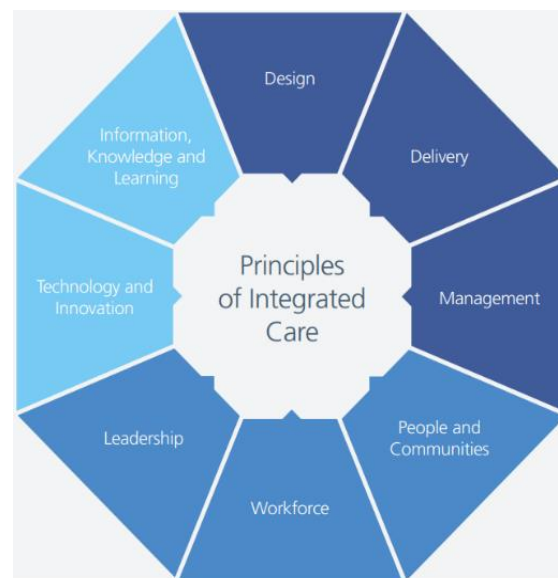 Design
Delivery
Management
People and
Communities
Workforce
Leadership
Technology and
Innovation
Information,
Knowledge and
Learning
Principles
of Integrated
Care